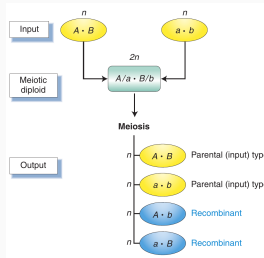 n n
Input A • B a • b
2n
Meiotic
diploid
A/a • B/b
Meiosis
Output
n A • B Parental (input) typ
n a • b Parental (input) typ
n A • b Recombinant
n a • B Recombinant